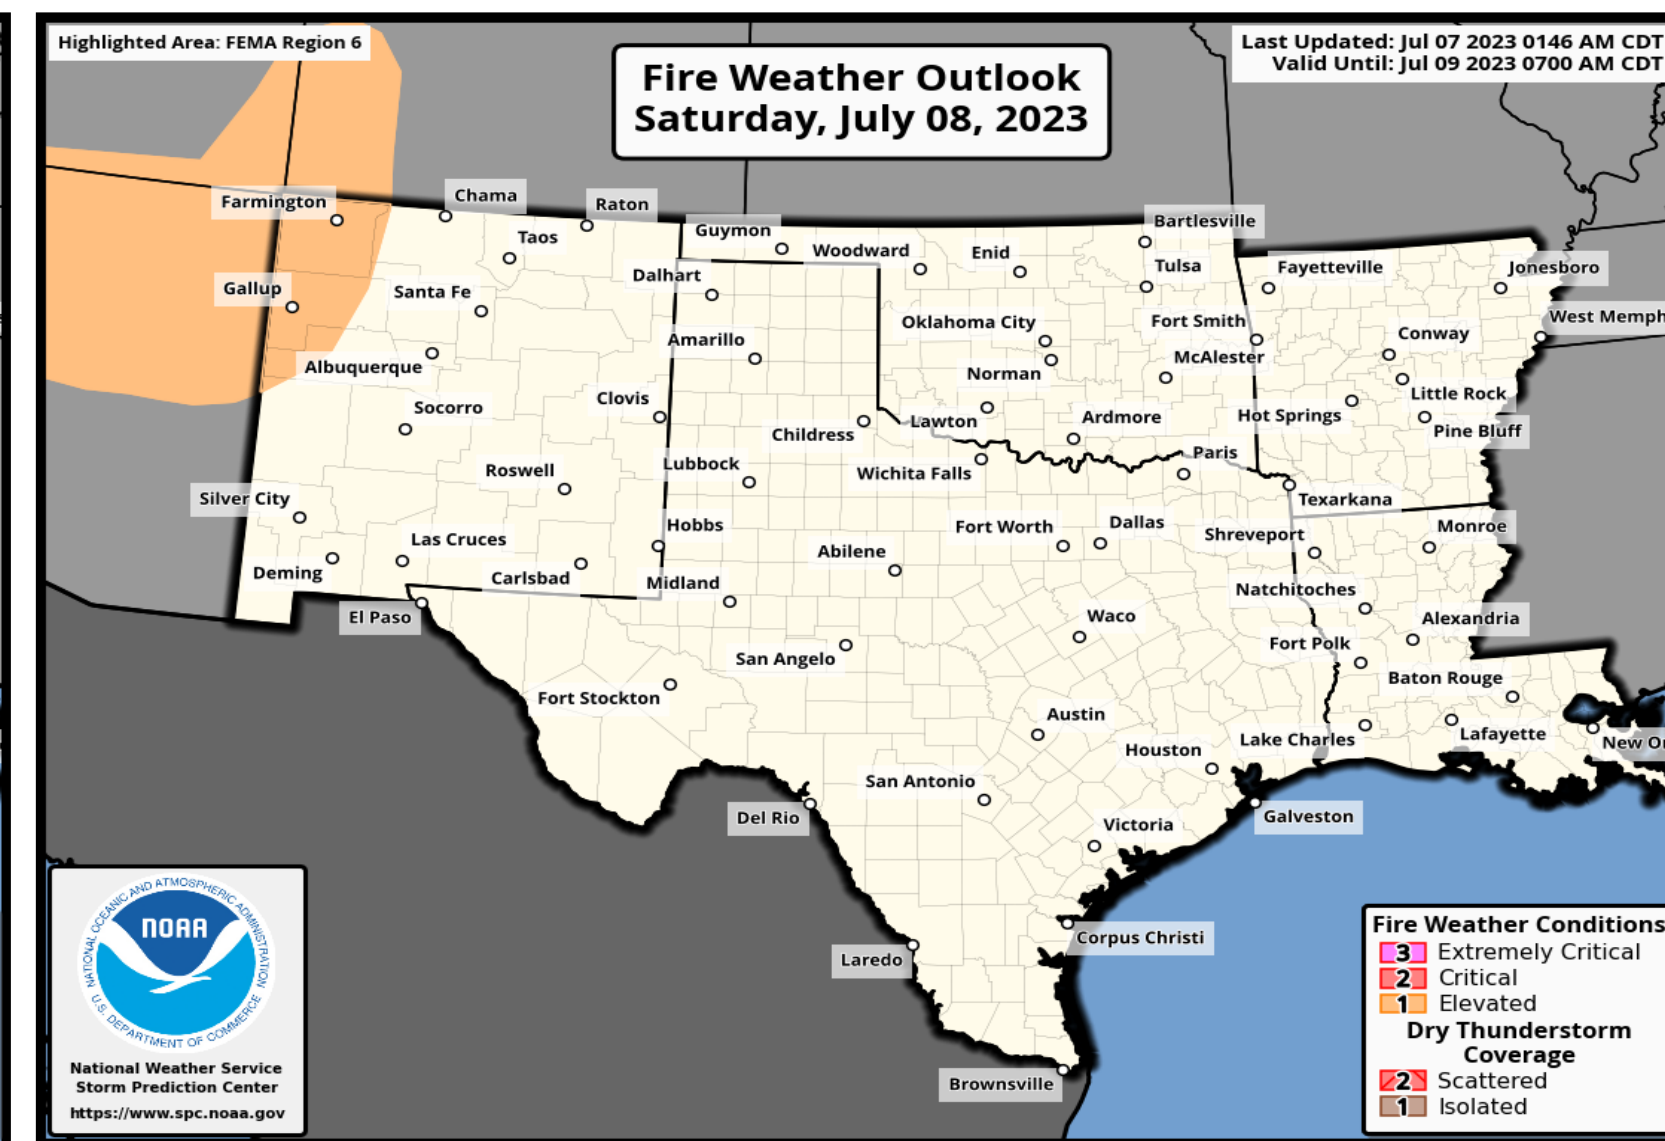 Highlighted Area: FEMA Region 6
Fire Weather Outlook
Saturday, July 08, 2023
Last Updated: Jul 07 2023 0146 AM CDT
Valid Until: Jul 09 2023 0700 AM CDT
Farmington
Chama
Raton
Taos
Guymon
Woodward
Enid
Bartlesville
Tulsa
Fayetteville
Jonesboro
Gallup
Santa Fe
Dalhart
Oklahoma City
Fort Smith
West Memph
Amarillo
Conway
Albuquerque
McAlester
Norman
Clovis
Little Rock
Socorro
Childress
Lawton
Ardmore
Hot Springs
Pine Bluff
Roswell
Lubbock
Wichita Falls
Paris
Silver City
Texarkana
Hobbs
Fort Worth
Dallas
Shreveport
Monroe
Las Cruces
Abilene
Deming
Carlsbad
Midland
Natchitoches
El Paso
Waco
Alexandria
San Angelo
Fort Polk
Baton Rouge
Fort Stockton
Austin
Houston
Lake Charles
Lafayette
New Or
San Antonio
Del Rio
Victoria
Galveston
Corpus Christi
Laredo
Brownsville
NATIONAL OCEANIC AND ATMOSPHERIC ADMINISTRATION
NOAA
U.S. DEPARTMENT OF COMMERCE
National Weather Service
Storm Prediction Center
https://www.spc.noaa.gov
Fire Weather Conditions
3 Extremely Critical
2 Critical
1 Elevated
Dry Thunderstorm
Coverage
2 Scattered
1 Isolated